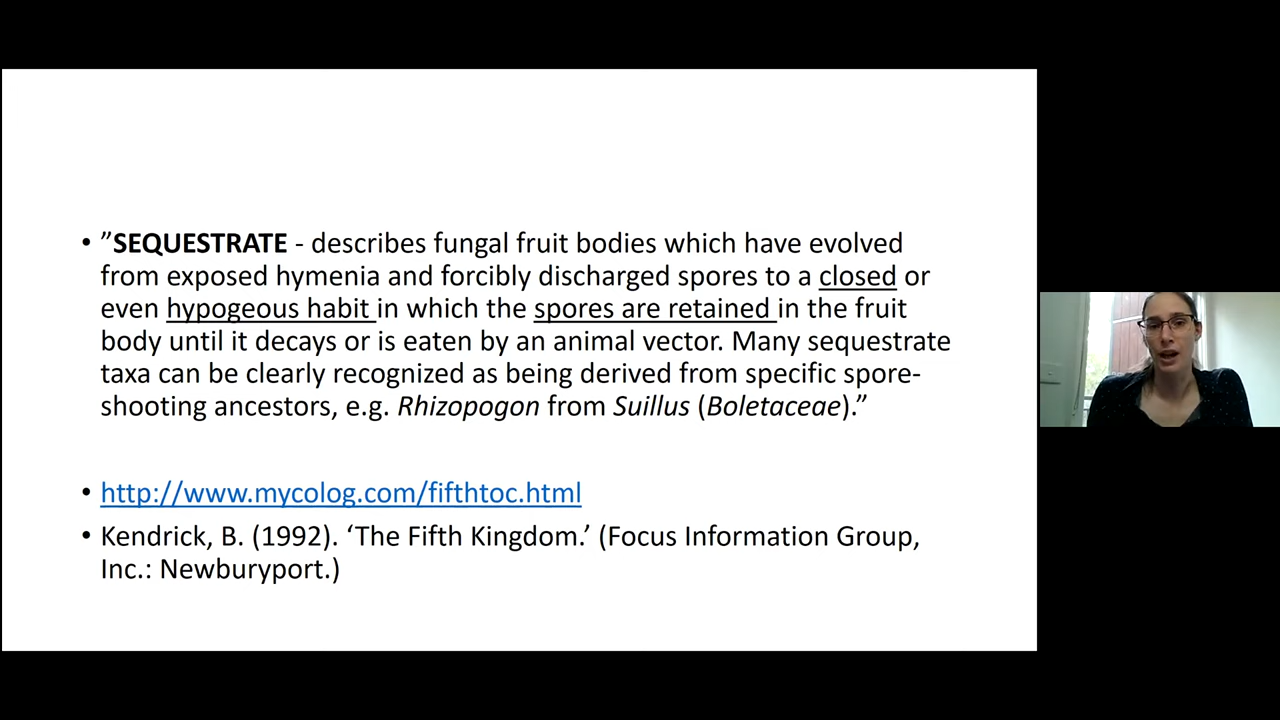 • ”SEQUESTRATE - describes fungal fruit bodies which have evolved
from exposed hymenia and forcibly discharged spores to a closed or
even hypogeous habit in which the spores are retained in the fruit
body until it decays or is eaten by an animal vector. Many sequestrate
taxa can be clearly recognized as being derived from specific spore-
shooting ancestors, e.g. Rhizopogon from Suillus (Boletaceae).”
• http://www.mycolog.com/fifthtoc.html
• Kendrick, B. (1992). ‘The Fifth Kingdom.’ (Focus Information Group,
Inc.: Newburyport.)